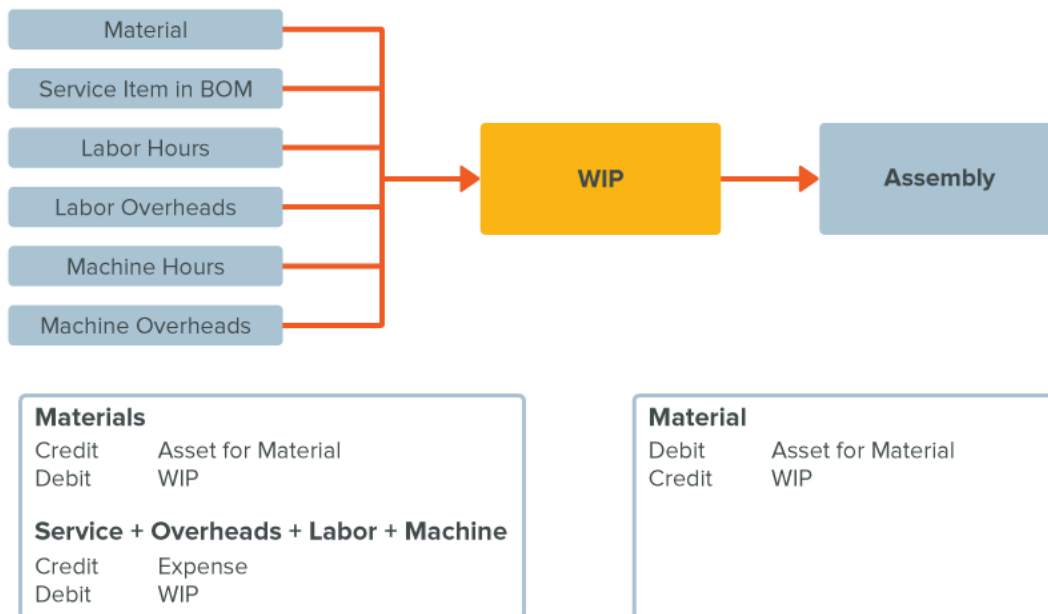 Material
Service Item in BOM
Labor Hours
Labor Overheads
Machine Hours
Machine Overheads
WIP
Assembly
Materials
Credit Asset for Material
Debit WIP
Service + Overheads + Labor + Machine
Credit Expense
Debit WIP
Material
Debit Asset for Material
Credit WIP